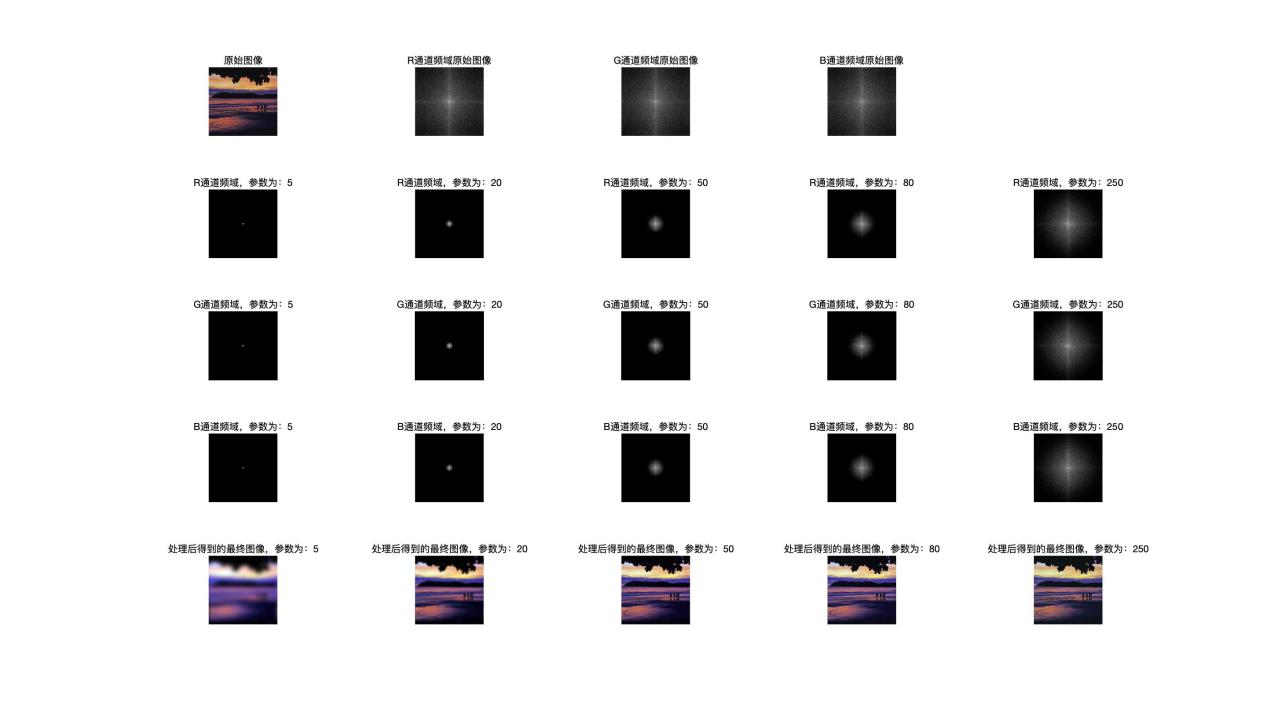 原始图像
R通道频域原始图像
G通道频域原始图像
B通道频域原始图像
R通道频域，参数为：5
R通道频域，参数为：20
R通道频域，参数为：50
R通道频域，参数为：80
R通道频域，参数为：250
G通道频域，参数为：5
G通道频域，参数为：20
G通道频域，参数为：50
G通道频域，参数为：80
G通道频域，参数为：250
B通道频域，参数为：5
B通道频域，参数为：20
B通道频域，参数为：50
B通道频域，参数为：80
B通道频域，参数为：250
处理后得到的最终图像，参数为：5
处理后得到的最终图像，参数为：20
处理后得到的最终图像，参数为：50
处理后得到的最终图像，参数为：80
处理后得到的最终图像，参数为：250